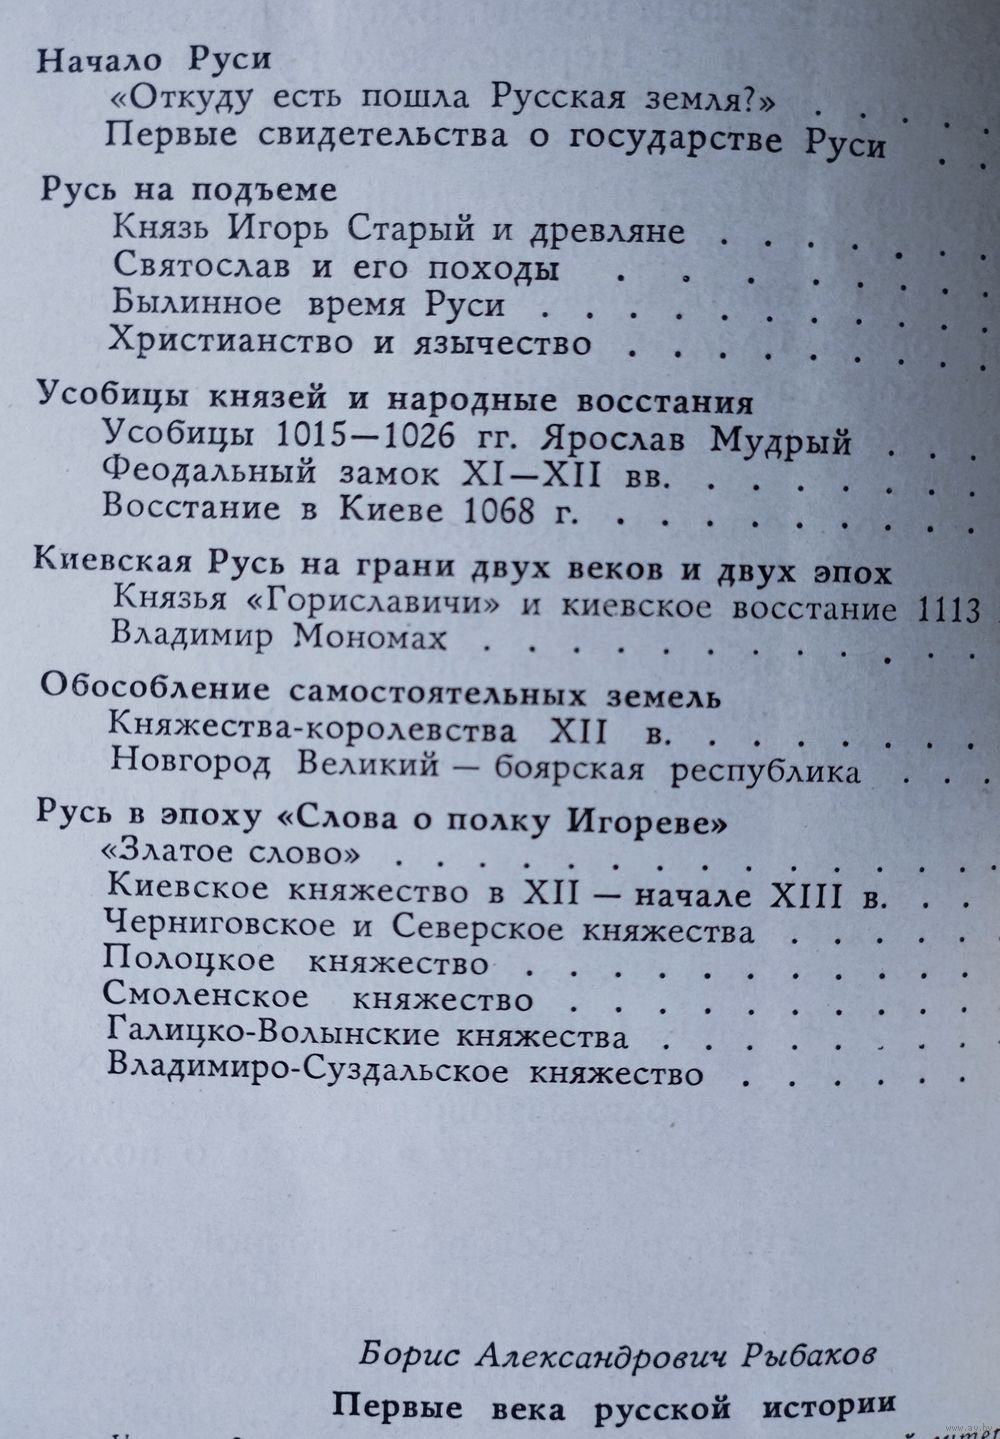 Начало Руси
«Откуду есть пошла Русская земля?» . . . . .
Первые свидетельства о государстве Руси . .
Русь на подъеме
Князь Игорь Старый и древляне . . . . . . .
Святослав и его походы . . . . . . . . .
Былинное время Руси . . . . . . . . . . .
Христианство и язычество . . . . . . . . .
Усобицы князей и народные восстания
Усобицы 1015—1026 гг. Ярослав Мудрый . . .
Феодальный замок XI—XII вв. . . . . . . .
Восстание в Киеве 1068 г. . . . . . . . . .
Киевская Русь на грани двух веков и двух эпох
Князья «Гориславичи» и киевское восстание 1113
Владимир Мономах . . . . . . . . . . . .
Обособление самостоятельных земель
Княжества-королевства XII в. . . . . . . .
Новгород Великий — боярская республика . . .
Русь в эпоху «Слова о полку Игореве»
«Златое слово» . . . . . . . . . . . . . .
Киевское княжество в XII — начале XIII в. . .
Черниговское и Северское княжества . . . . .
Полоцкое княжество . . . . . . . . . . .
Смоленское княжество . . . . . . . . . .
Галицко-Волынские княжества . . . . . . . .
Владимиро-Суздальское княжество . . . . . .
Борис Александрович Рыбаков
Первые века русской истории
www.ay.by